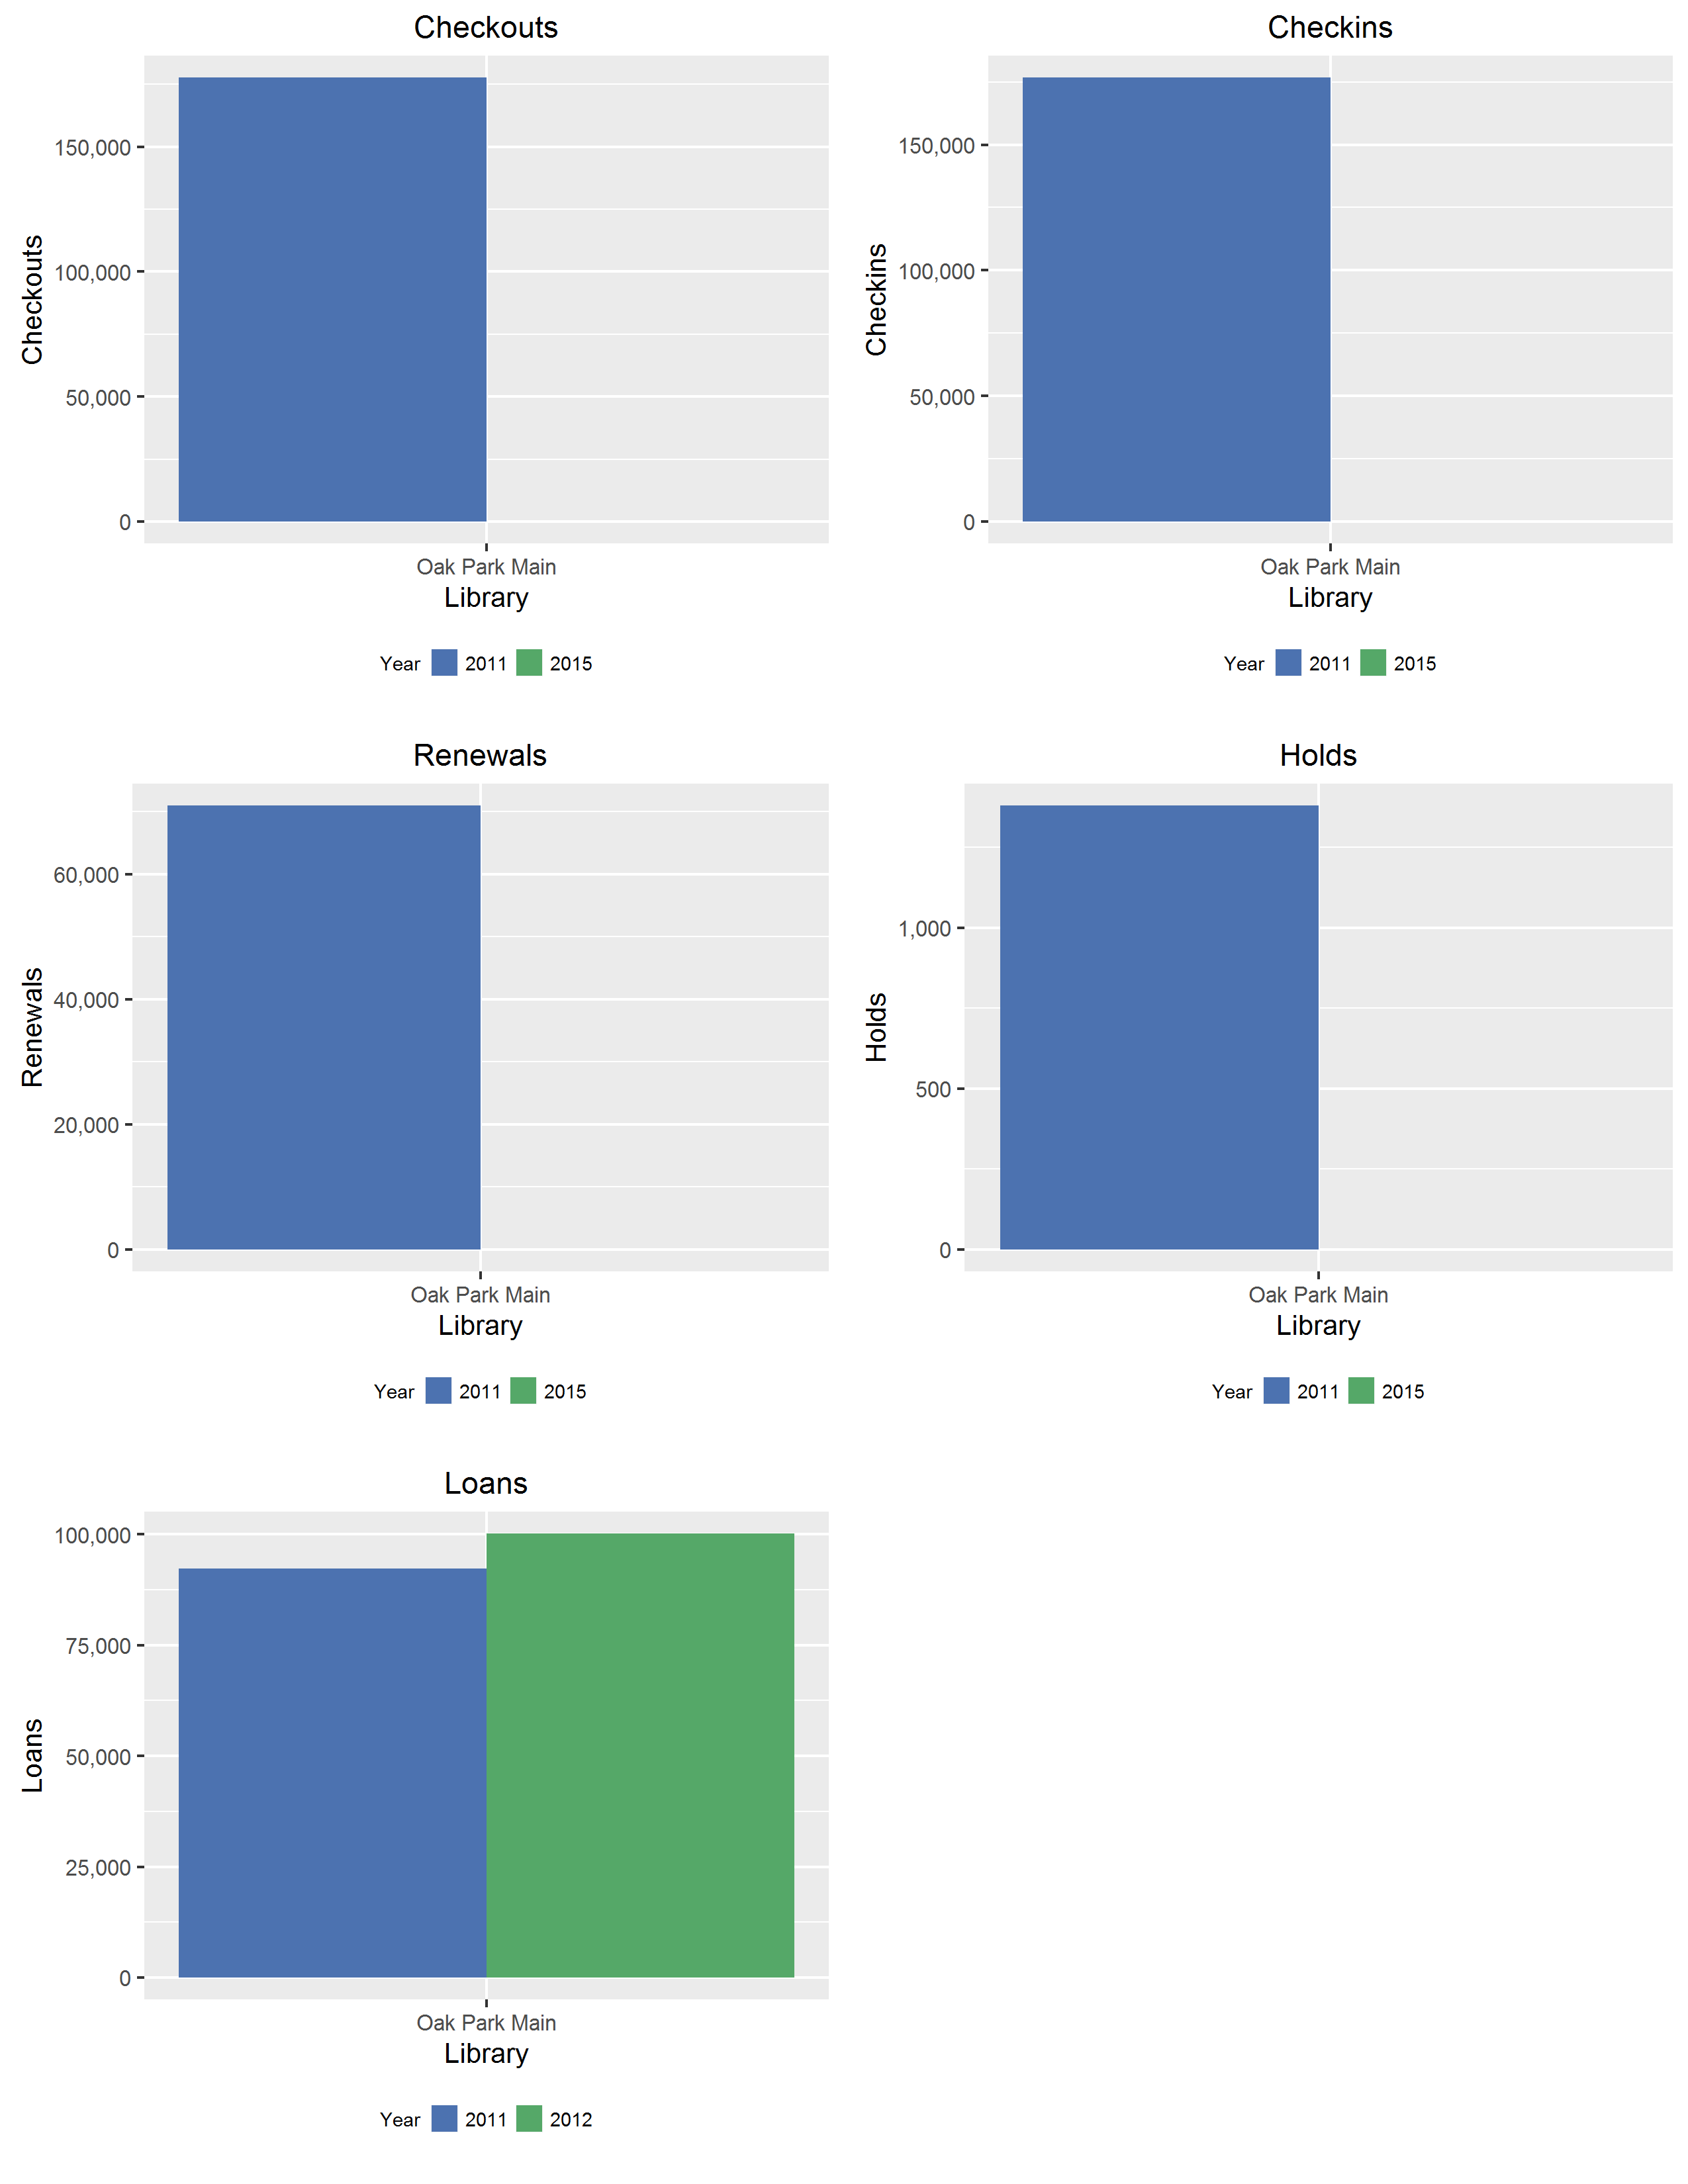 Checkouts
Checkouts
150,000
100,000
50,000
0
Oak Park Main
Library
Year 2011 2015
Checkins
Checkins
150,000
100,000
50,000
0
Oak Park Main
Library
Year 2011 2015
Renewals
Renewals
60,000
40,000
20,000
0
Oak Park Main
Library
Year 2011 2015
Holds
Holds
1,000
500
0
Oak Park Main
Library
Year 2011 2015
Loans
Loans
100,000
75,000
50,000
25,000
0
Oak Park Main
Library
Year 2011 2012